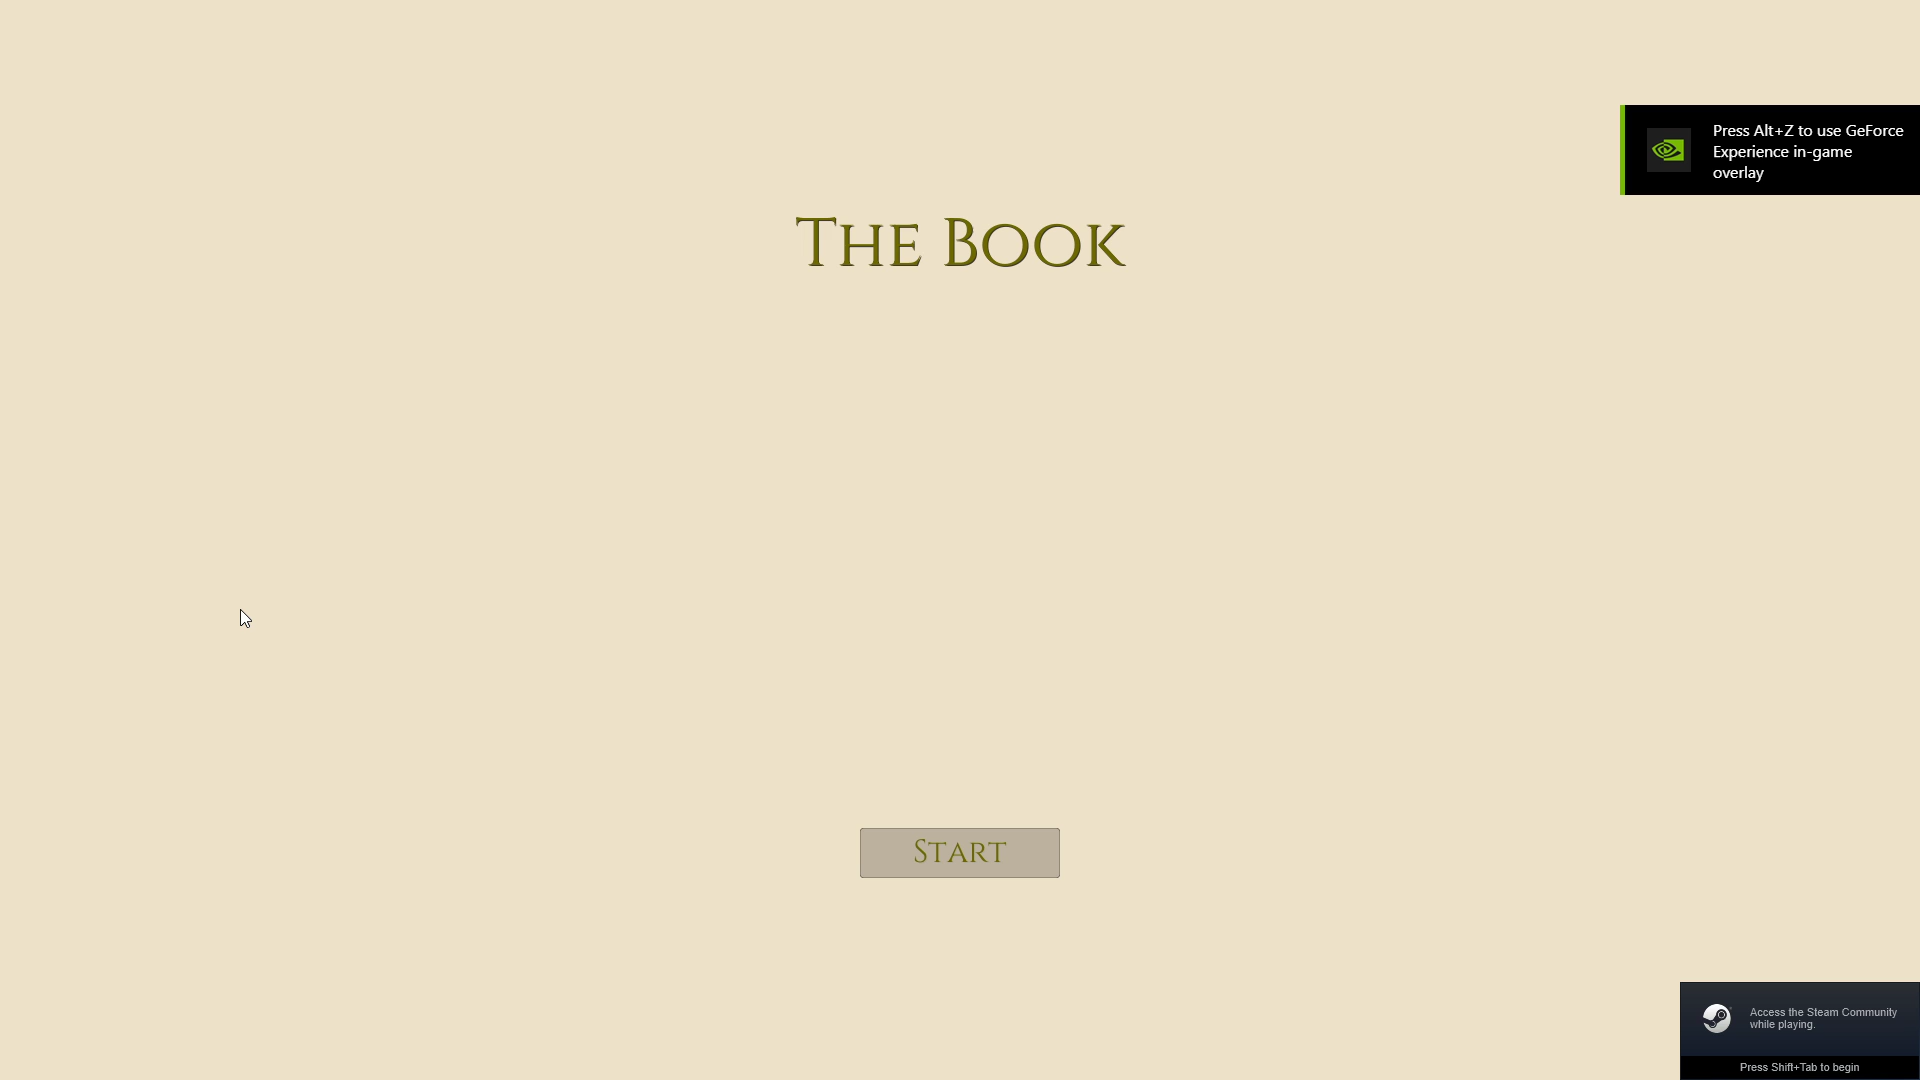 Press Alt+Z to use GeForce
Experience in-game
overlay
The Book
Start
Access the Steam Community
while playing.
Press Shift+Tab to begin